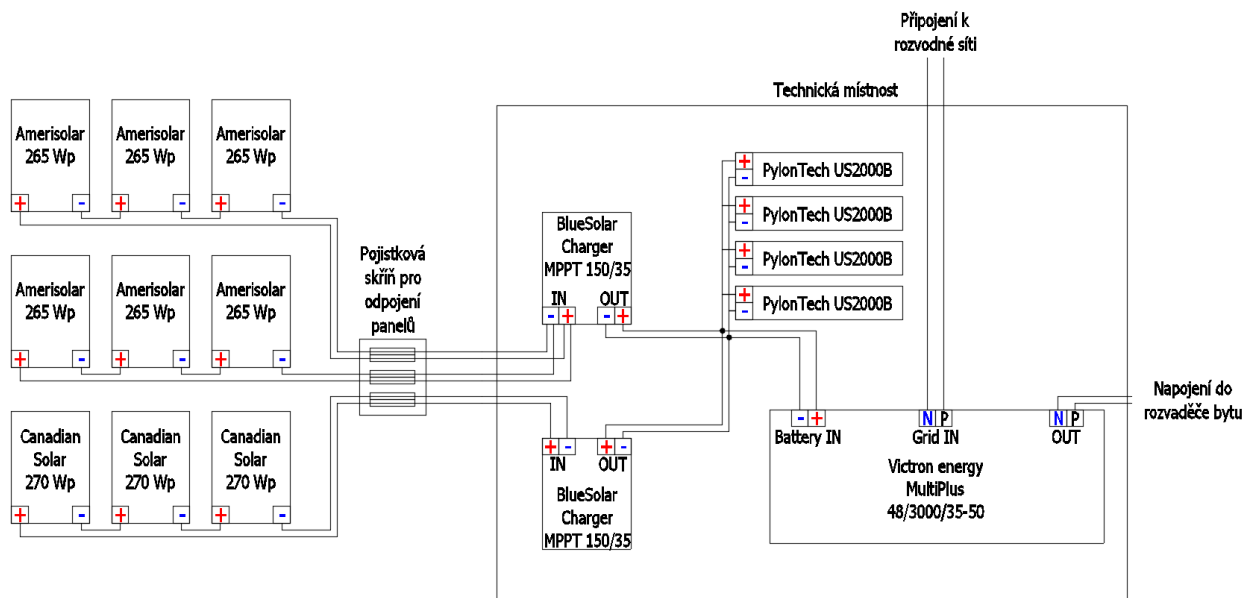 Připojení k
rozvodné síti
Technická místnost
Amerisolar
265 Wp
Amerisolar
265 Wp
Amerisolar
265 Wp
+ -
+ -
+ -
PylonTech US2000B
+
-
PylonTech US2000B
+
-
PylonTech US2000B
+
-
PylonTech US2000B
+
-
BlueSolar
Charger
MPPT 150/35
IN OUT
- + - +
Pojistková
skříň pro
odpojení
panelů
Amerisolar
265 Wp
Amerisolar
265 Wp
Amerisolar
265 Wp
+ -
+ -
+ -
Canadian
Solar
270 Wp
Canadian
Solar
270 Wp
Canadian
Solar
270 Wp
+ -
+ -
+ -
+ - + -
IN OUT
BlueSolar
Charger
MPPT 150/35
Napojení do
rozvaděče bytu
- + N P N P
Battery IN Grid IN OUT
Victron energy
MultiPlus
48/3000/35-50